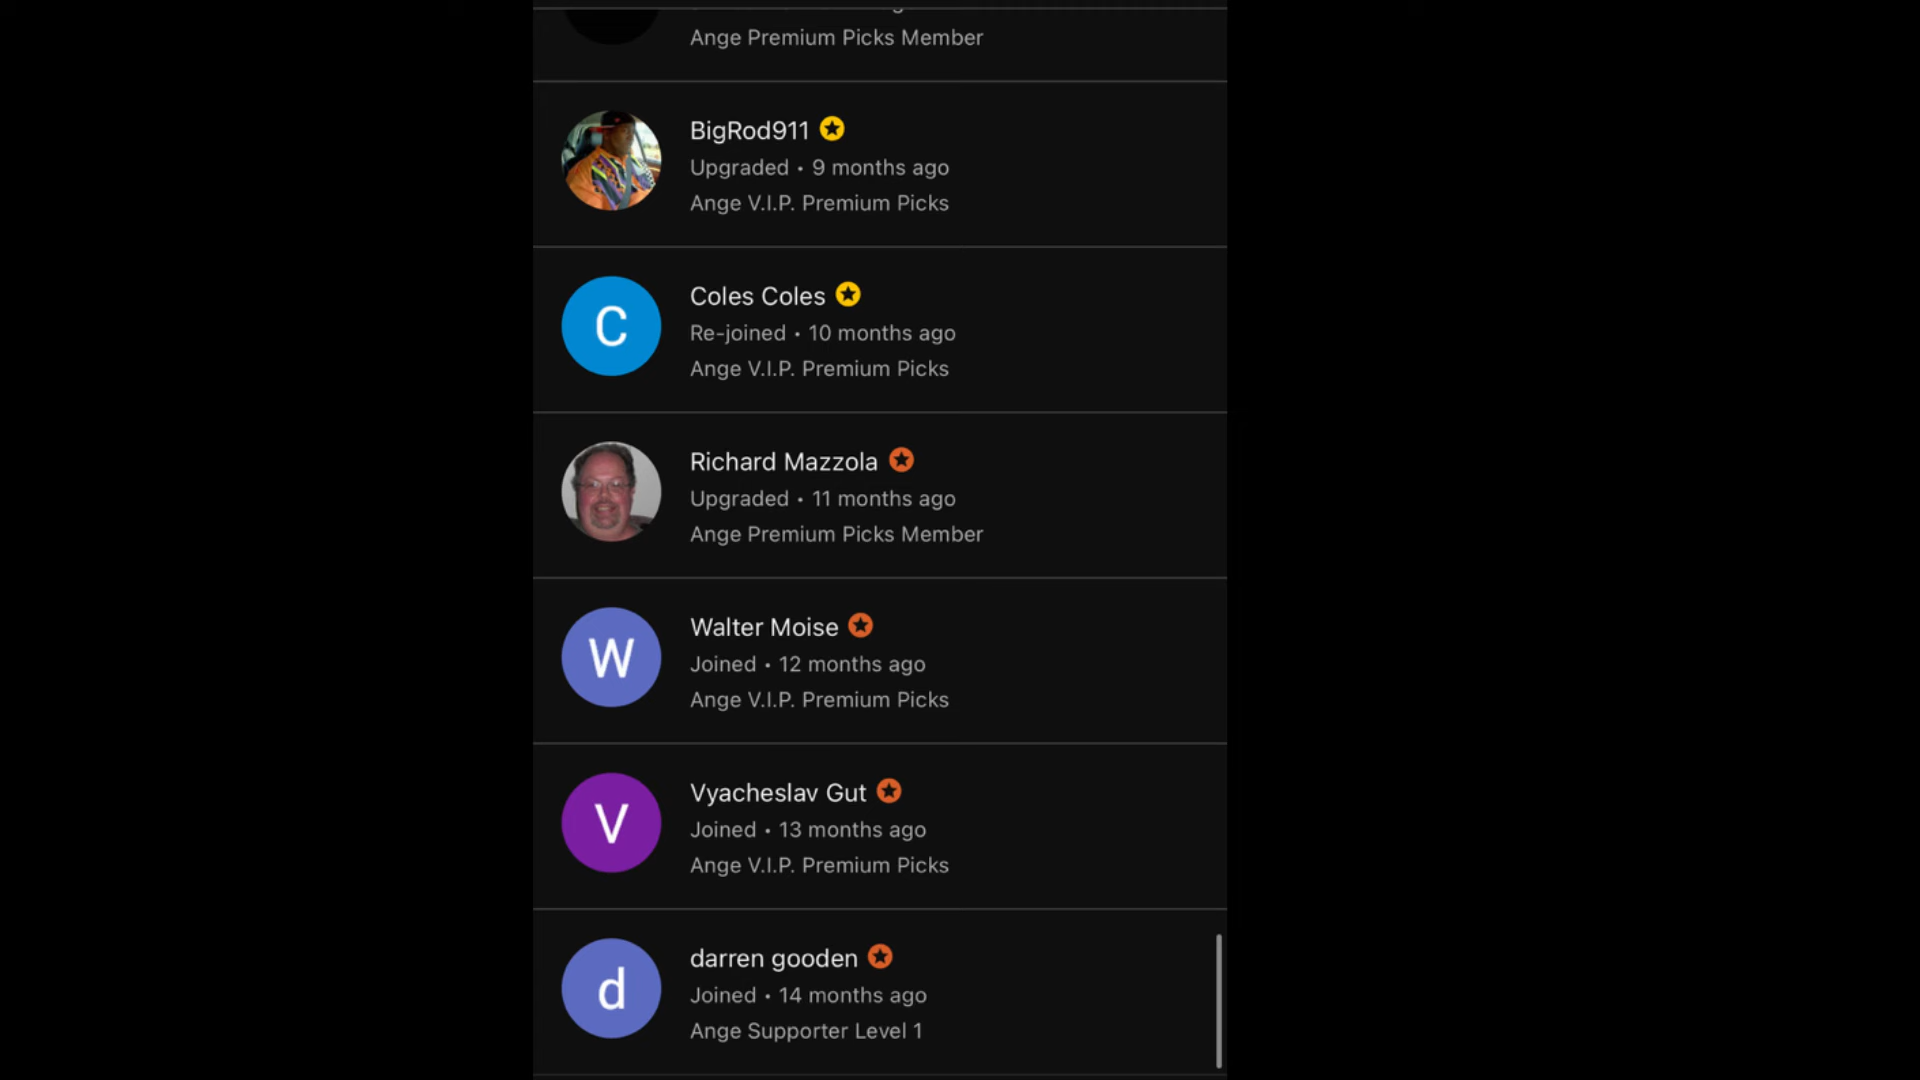 Ange Premium Picks Member
BigRod911
Upgraded • 9 months ago
Ange V.I.P. Premium Picks
C
Coles Coles
Re-joined • 10 months ago
Ange V.I.P. Premium Picks
Richard Mazzola
Upgraded • 11 months ago
Ange Premium Picks Member
W
Walter Moise
Joined • 12 months ago
Ange V.I.P. Premium Picks
V
Vyacheslav Gut
Joined • 13 months ago
Ange V.I.P. Premium Picks
d
darren gooden
Joined • 14 months ago
Ange Supporter Level 1